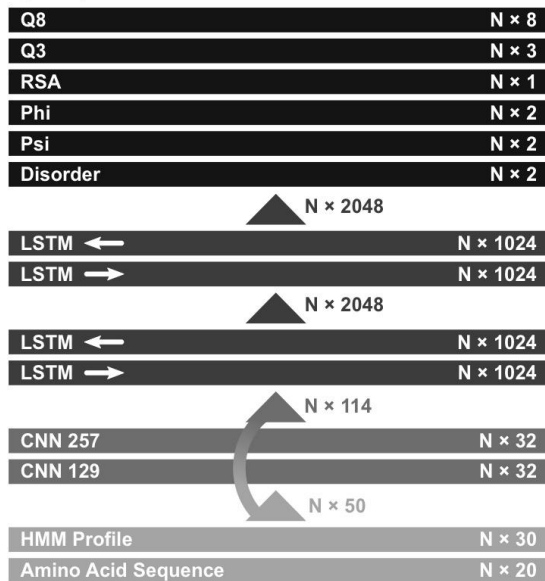 Q8 N × 8
Q3 N × 3
RSA N × 1
Phi N × 2
Psi N × 2
Disorder N × 2
N × 2048
LSTM N × 1024
LSTM N × 1024
N × 2048
LSTM N × 1024
LSTM N × 1024
N × 114
CNN 257 N × 32
CNN 129 N × 32
N × 50
HMM Profile N × 30
Amino Acid Sequence N × 20